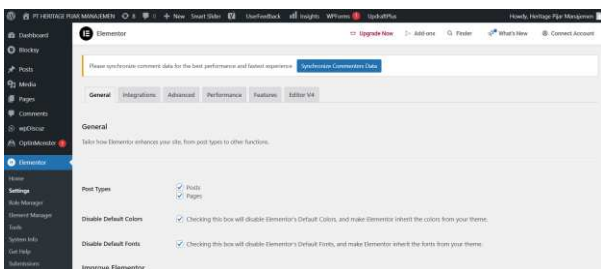 PT HERITAGE PIJAR MANAJEMEN 8 0 + New Smart Slider UserFeedback Insights WPForms UpdraftPlus Howdy, Heritage Pijar Manajemen
Dashboard
Blocksy
Posts
Media
Pages
Comments
wpDiscuz
OptinMonster
Elementor
Home
Settings
Role Manager
Element Manager
Tools
System Info
Get Help
Submissions
Elementor Upgrade Now Add-ons Finder What's New Connect Account
Please synchronize comment data for the best performance and fastest experience Synchronize Commenters Data
General Integrations Advanced Performance Features Editor V4
General
Tailor how Elementor enhances your site, from post types to other functions.
Post Types Posts
Pages
Disable Default Colors Checking this box will disable Elementor's Default Colors, and make Elementor inherit the colors from your theme.
Disable Default Fonts Checking this box will disable Elementor's Default Fonts, and make Elementor inherit the fonts from your theme.
Improve Elementor